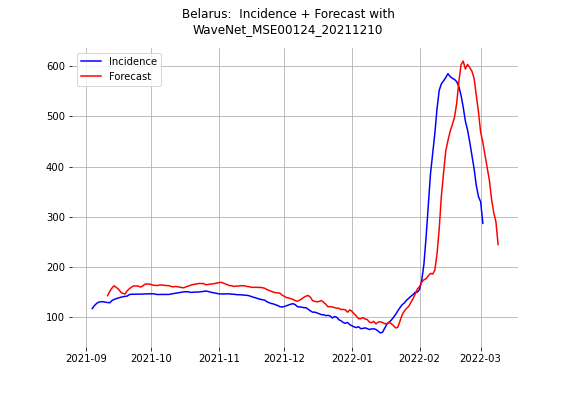 Belarus:  Incidence + Forecast with
WaveNet_MSE00124_20211210
Incidence
Forecast
600
500
400
300
200
100
2021-09 2021-10 2021-11 2021-12 2022-01 2022-02 2022-03